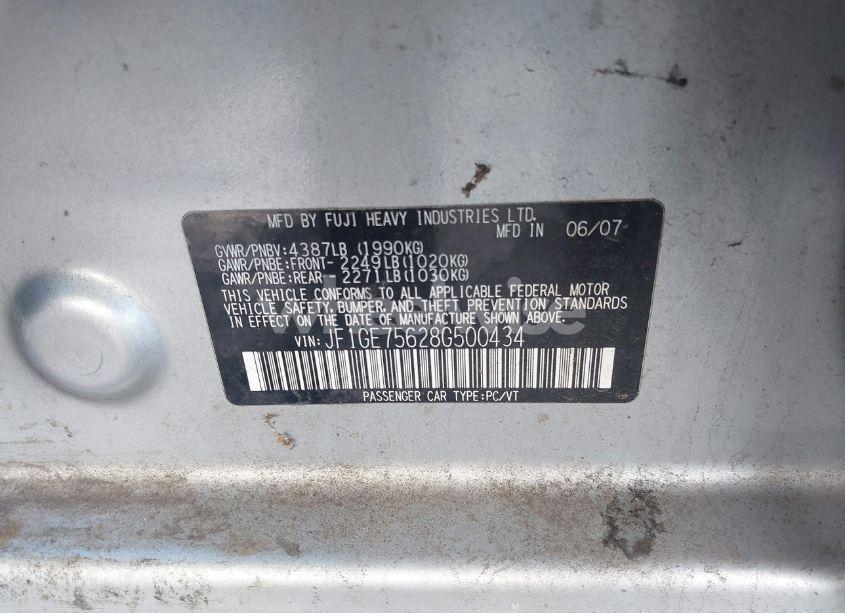 MFD BY FUJI HEAVY INDUSTRIES LTD.
MFD IN 06/07
GVWR/PNBV:4387LB (1990KG)
GAWR/PNBE:FRONT- 2249LB(1020KG)
GAWR/PNBE:REAR- 2271LB(1030KG)
THIS VEHICLE CONFORMS TO ALL APPLICABLE FEDERAL MOTOR
VEHICLE SAFETY, BUMPER, AND THEFT PREVENTION STANDARDS
IN EFFECT ON THE DATE OF MANUFACTURE SHOWN ABOVE.
VIN: JF1GE75628G500434
PASSENGER CAR TYPE:PC/VT